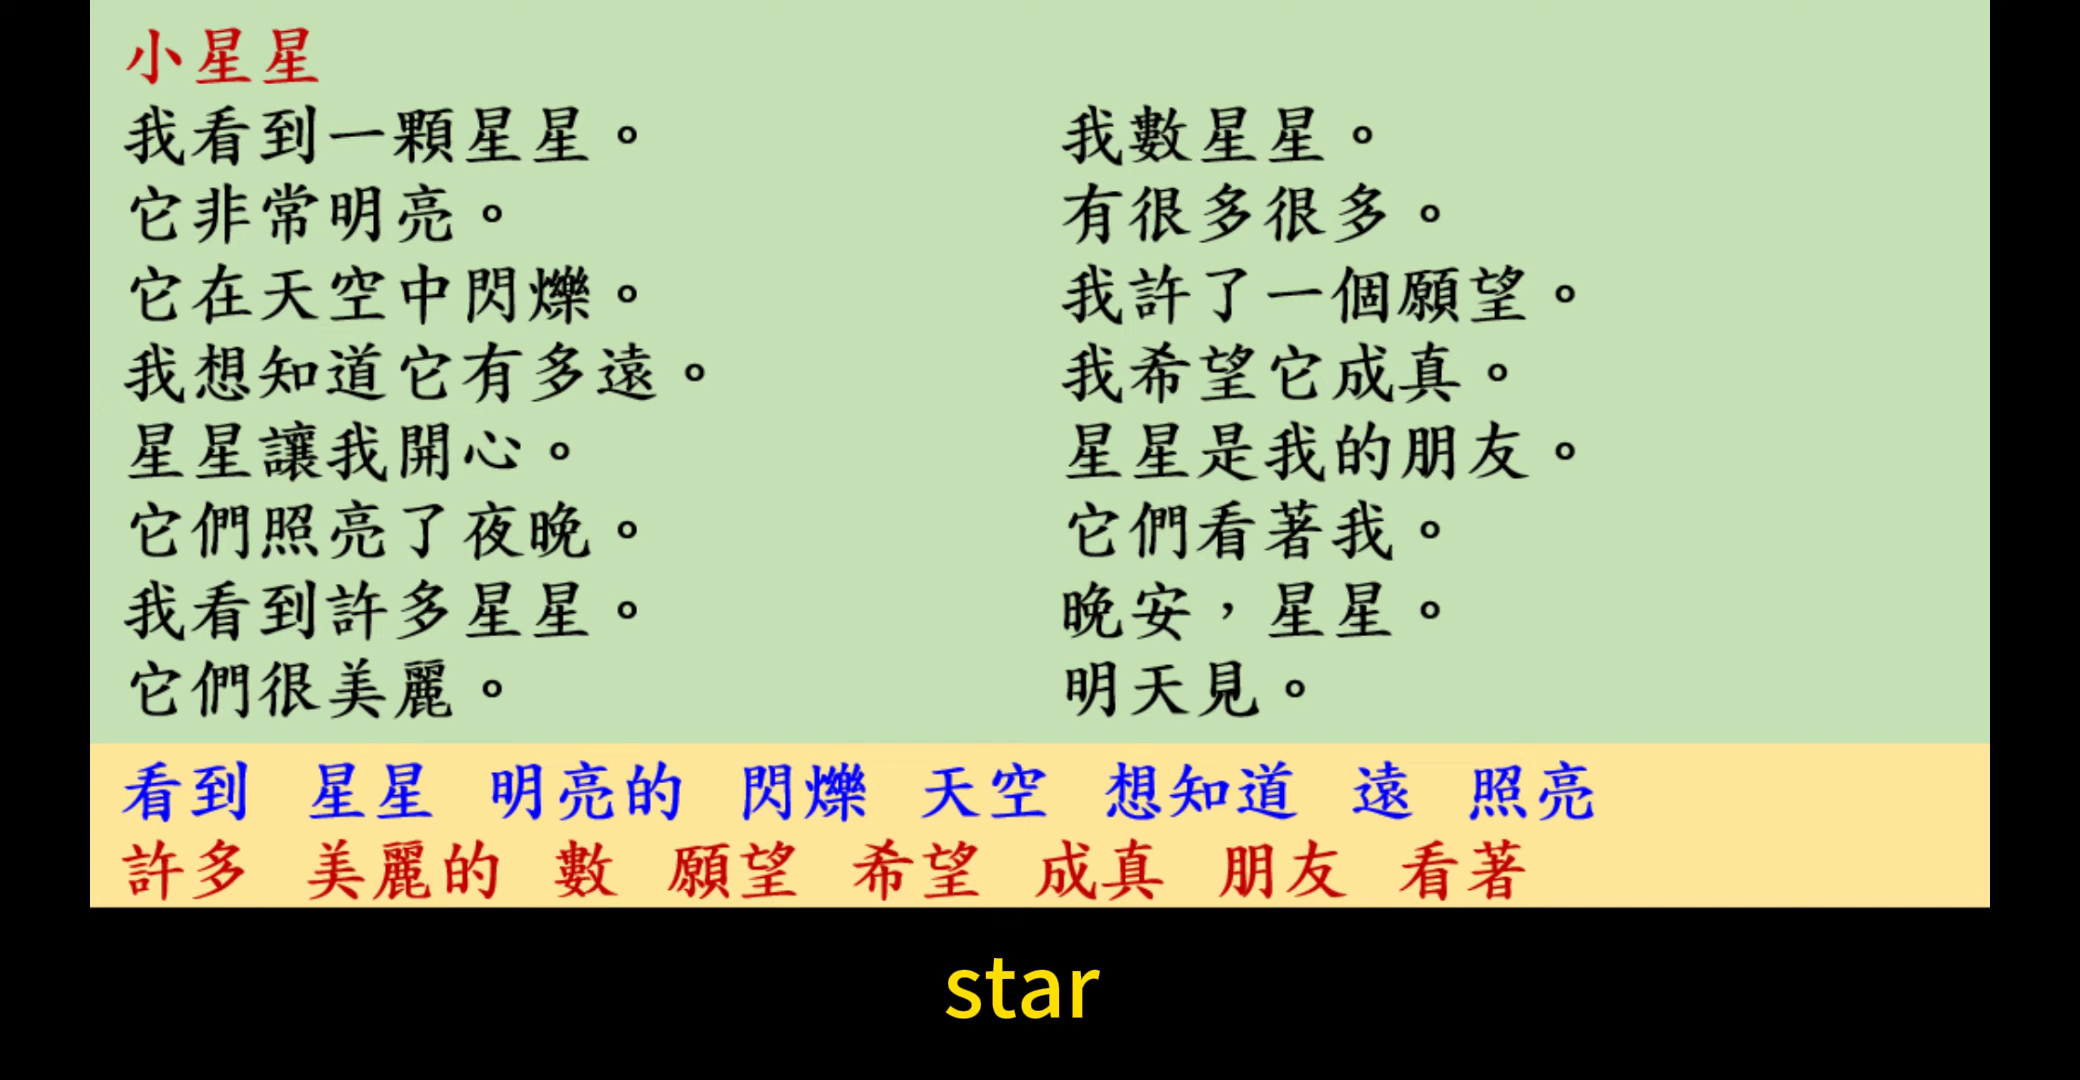 小星星
我看到一顆星星。
它非常明亮。
它在天空中閃爍。
我想知道它有多遠。
星星讓我開心。
它們照亮了夜晚。
我看到許多星星。
它們很美麗。
我數星星。
有很多很多。
我許了一個願望。
我希望它成真。
星星是我的朋友。
它們看著我。
晚安，星星。
明天見。
看到 星星 明亮的 閃爍 天空 想知道 遠 照亮
許多 美麗的 數 願望 希望 成真 朋友 看著
star